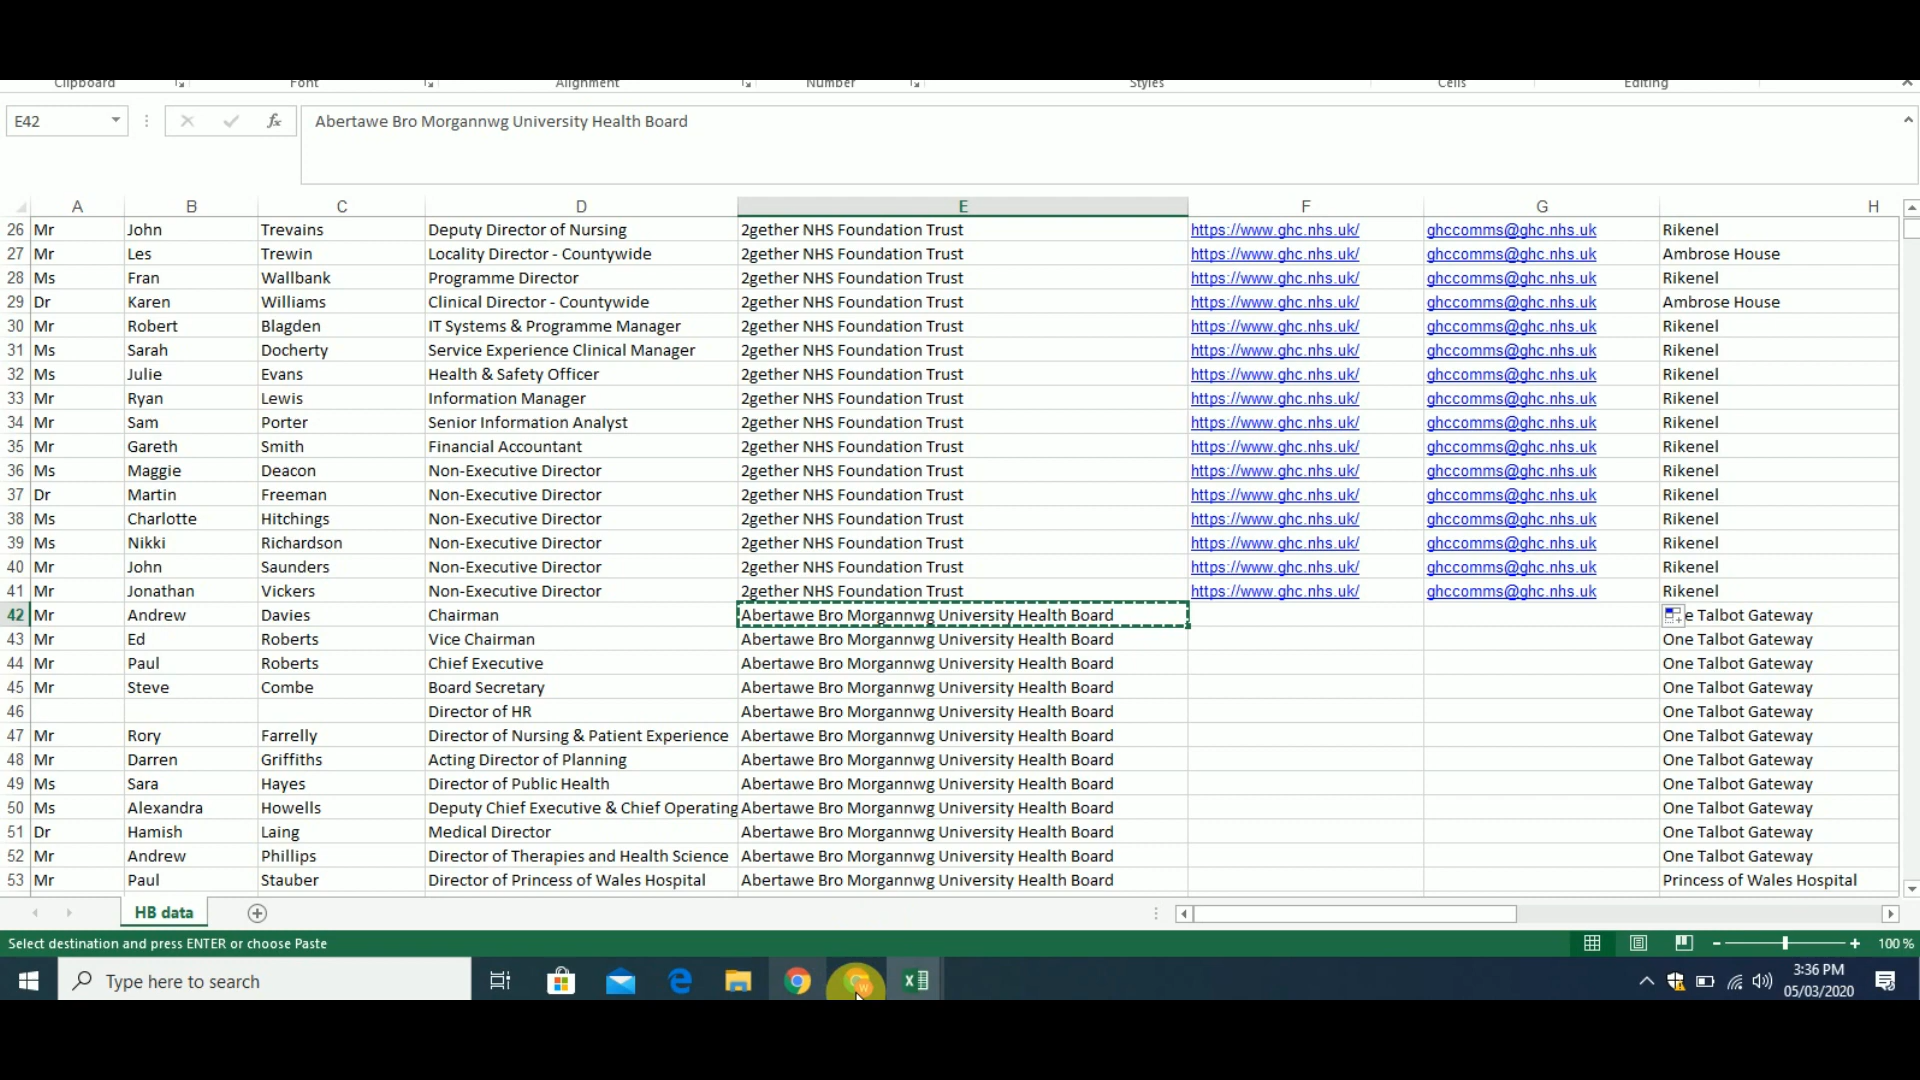 Clipboard Font Alignment Number Styles Cells Editing
E42 fx Abertawe Bro Morgannwg University Health Board
A B C D E F G H
26 Mr John Trevains Deputy Director of Nursing 2gether NHS Foundation Trust https://www.ghc.nhs.uk/ ghccomms@ghc.nhs.uk Rikenel
27 Mr Les Trewin Locality Director - Countywide 2gether NHS Foundation Trust https://www.ghc.nhs.uk/ ghccomms@ghc.nhs.uk Ambrose House
28 Ms Fran Wallbank Programme Director 2gether NHS Foundation Trust https://www.ghc.nhs.uk/ ghccomms@ghc.nhs.uk Rikenel
29 Dr Karen Williams Clinical Director - Countywide 2gether NHS Foundation Trust https://www.ghc.nhs.uk/ ghccomms@ghc.nhs.uk Ambrose House
30 Mr Robert Blagden IT Systems & Programme Manager 2gether NHS Foundation Trust https://www.ghc.nhs.uk/ ghccomms@ghc.nhs.uk Rikenel
31 Ms Sarah Docherty Service Experience Clinical Manager 2gether NHS Foundation Trust https://www.ghc.nhs.uk/ ghccomms@ghc.nhs.uk Rikenel
32 Ms Julie Evans Health & Safety Officer 2gether NHS Foundation Trust https://www.ghc.nhs.uk/ ghccomms@ghc.nhs.uk Rikenel
33 Mr Ryan Lewis Information Manager 2gether NHS Foundation Trust https://www.ghc.nhs.uk/ ghccomms@ghc.nhs.uk Rikenel
34 Mr Sam Porter Senior Information Analyst 2gether NHS Foundation Trust https://www.ghc.nhs.uk/ ghccomms@ghc.nhs.uk Rikenel
35 Mr Gareth Smith Financial Accountant 2gether NHS Foundation Trust https://www.ghc.nhs.uk/ ghccomms@ghc.nhs.uk Rikenel
36 Ms Maggie Deacon Non-Executive Director 2gether NHS Foundation Trust https://www.ghc.nhs.uk/ ghccomms@ghc.nhs.uk Rikenel
37 Dr Martin Freeman Non-Executive Director 2gether NHS Foundation Trust https://www.ghc.nhs.uk/ ghccomms@ghc.nhs.uk Rikenel
38 Ms Charlotte Hitchings Non-Executive Director 2gether NHS Foundation Trust https://www.ghc.nhs.uk/ ghccomms@ghc.nhs.uk Rikenel
39 Ms Nikki Richardson Non-Executive Director 2gether NHS Foundation Trust https://www.ghc.nhs.uk/ ghccomms@ghc.nhs.uk Rikenel
40 Mr John Saunders Non-Executive Director 2gether NHS Foundation Trust https://www.ghc.nhs.uk/ ghccomms@ghc.nhs.uk Rikenel
41 Mr Jonathan Vickers Non-Executive Director 2gether NHS Foundation Trust https://www.ghc.nhs.uk/ ghccomms@ghc.nhs.uk Rikenel
42 Mr Andrew Davies Chairman Abertawe Bro Morgannwg University Health Board e Talbot Gateway
43 Mr Ed Roberts Vice Chairman Abertawe Bro Morgannwg University Health Board One Talbot Gateway
44 Mr Paul Roberts Chief Executive Abertawe Bro Morgannwg University Health Board One Talbot Gateway
45 Mr Steve Combe Board Secretary Abertawe Bro Morgannwg University Health Board One Talbot Gateway
46 Director of HR Abertawe Bro Morgannwg University Health Board One Talbot Gateway
47 Mr Rory Farrelly Director of Nursing & Patient Experience Abertawe Bro Morgannwg University Health Board One Talbot Gateway
48 Mr Darren Griffiths Acting Director of Planning Abertawe Bro Morgannwg University Health Board One Talbot Gateway
49 Ms Sara Hayes Director of Public Health Abertawe Bro Morgannwg University Health Board One Talbot Gateway
50 Ms Alexandra Howells Deputy Chief Executive & Chief Operating Abertawe Bro Morgannwg University Health Board One Talbot Gateway
51 Dr Hamish Laing Medical Director Abertawe Bro Morgannwg University Health Board One Talbot Gateway
52 Mr Andrew Phillips Director of Therapies and Health Science Abertawe Bro Morgannwg University Health Board One Talbot Gateway
53 Mr Paul Stauber Director of Princess of Wales Hospital Abertawe Bro Morgannwg University Health Board Princess of Wales Hospital
HB data
Select destination and press ENTER or choose Paste 100 %
Type here to search 3:36 PM
05/03/2020